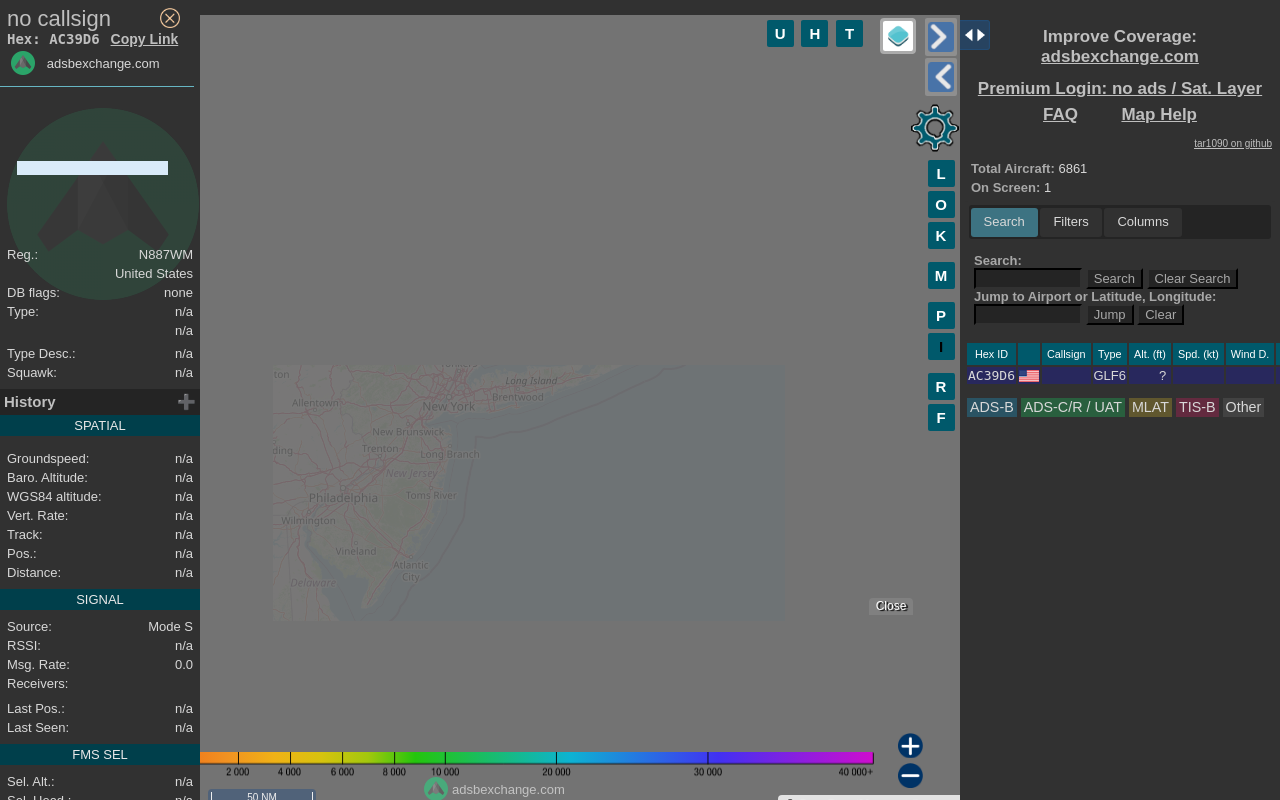 no callsign
Hex: AC39D6 Copy Link
adsbexchange.com
Reg.: N887WM
United States
DB flags: none
Type: n/a
n/a
Type Desc.: n/a
Squawk: n/a
History
SPATIAL
Groundspeed: n/a
Baro. Altitude: n/a
WGS84 altitude: n/a
Vert. Rate: n/a
Track: n/a
Pos.: n/a
Distance: n/a
SIGNAL
Source: Mode S
RSSI: n/a
Msg. Rate: 0.0
Receivers:
Last Pos.: n/a
Last Seen: n/a
FMS SEL
Sel. Alt.: n/a
Sel. Head.: n/a
U H T
L
O
K
M
P
I
R
F
ton
Long Island
Allentown
Brentwood
New York
New Brunswick
ding
Trenton
Long Branch
New Jersey
Philadelphia
Toms River
Wilmington
Vineland
Atlantic
City
Delaware
Close
2 000 4 000 6 000 8 000 10 000 20 000 30 000 40 000+
adsbexchange.com
50 NM
Improve Coverage:
adsbexchange.com
Premium Login: no ads / Sat. Layer
FAQ Map Help
tar1090 on github
Total Aircraft: 6861
On Screen: 1
Search Filters Columns
Search:
Search Clear Search
Jump to Airport or Latitude, Longitude:
Jump Clear
Hex ID Callsign Type Alt. (ft) Spd. (kt) Wind D.
AC39D6 GLF6 ?
ADS-B ADS-C/R / UAT MLAT TIS-B Other